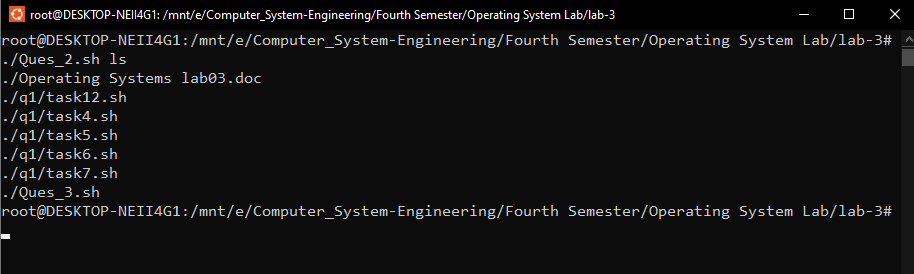 root@DESKTOP-NEII4G1: /mnt/e/Computer_System-Engineering/Fourth Semester/Operating System Lab/lab-3
root@DESKTOP-NEII4G1:/mnt/e/Computer_System-Engineering/Fourth Semester/Operating System Lab/lab-3#
./Ques_2.sh ls
./Operating Systems lab03.doc
./q1/task12.sh
./q1/task4.sh
./q1/task5.sh
./q1/task6.sh
./q1/task7.sh
./Ques_3.sh
root@DESKTOP-NEII4G1:/mnt/e/Computer_System-Engineering/Fourth Semester/Operating System Lab/lab-3#